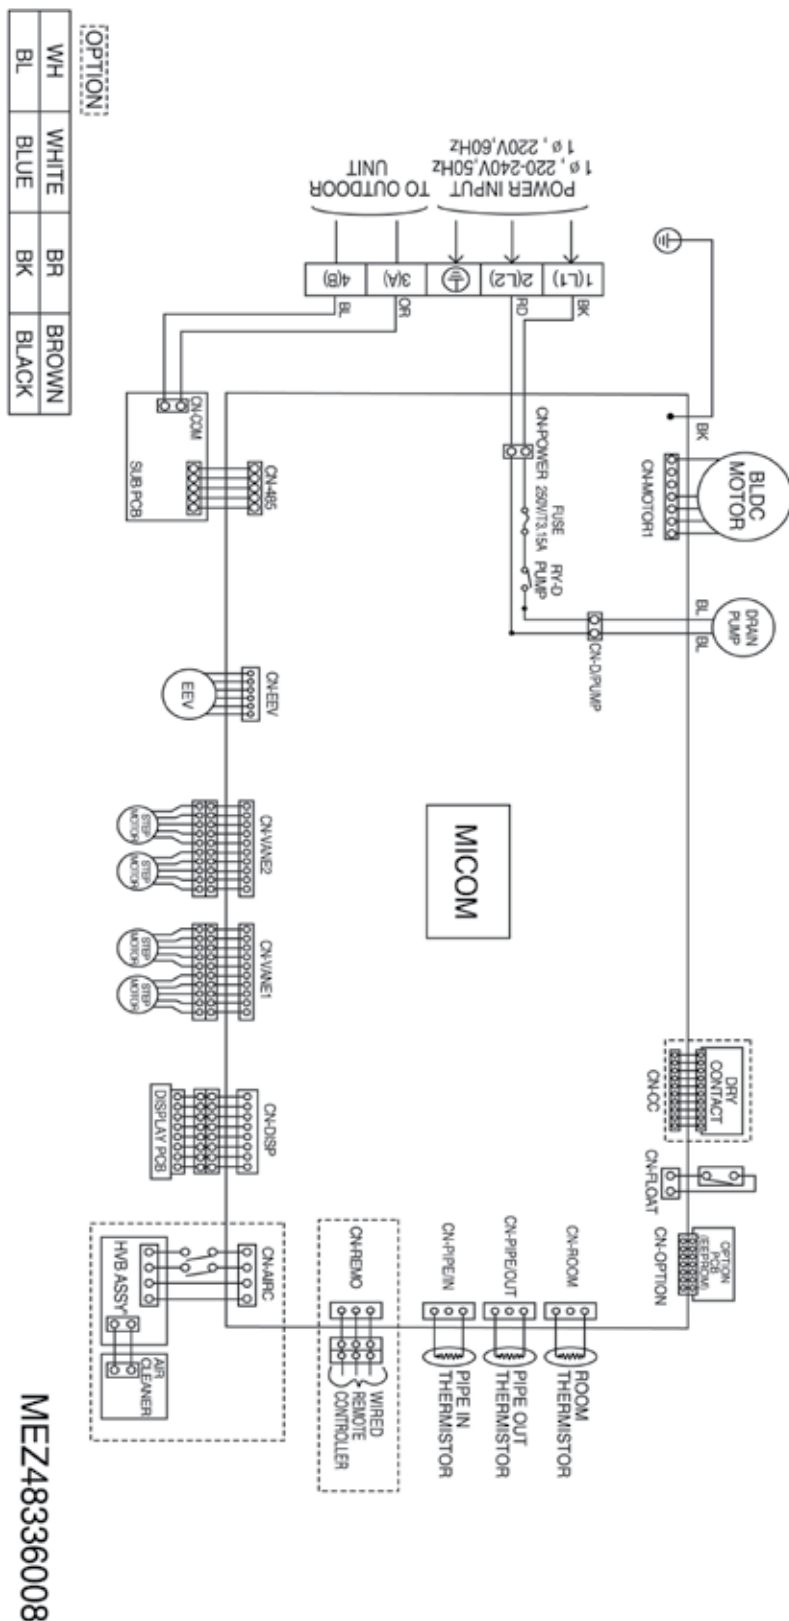 POWER INPUT
1ø , 220-240V,50Hz
1ø , 220V,60Hz
TO OUTDOOR
UNIT
1(L1)
2(L2)
3(A)
4(B)
BK
RD
OR
BL
BK
BLDC
MOTOR
CN-MOTOR1
DRAIN
PUMP
BL
BL
CN-D/PUMP
CN-POWER
FUSE
250V/T3.15A
RY-D
PUMP
CN-COM
SUB PCB
CN-485
EEV
CN-EEV
STEP
MOTOR
STEP
MOTOR
CN-VANE2
STEP
MOTOR
STEP
MOTOR
CN-VANE1
DISPLAY PCB
CN-DISP
MICOM
DRY
CONTACT
CN-CC
CN-FLOAT
OPTION
PCB
(EEPROM)
CN-OPTION
CN-ROOM
ROOM
THERMISTOR
CN-PIPE/OUT
PIPE OUT
THERMISTOR
CN-PIPE/IN
PIPE IN
THERMISTOR
CN-REMO
WIRED
REMOTE
CONTROLLER
CN-AIRC
HVB ASSY'
AIR
CLEANER
OPTION
WH WHITE BR BROWN
BL BLUE BK BLACK
MEZ48336008